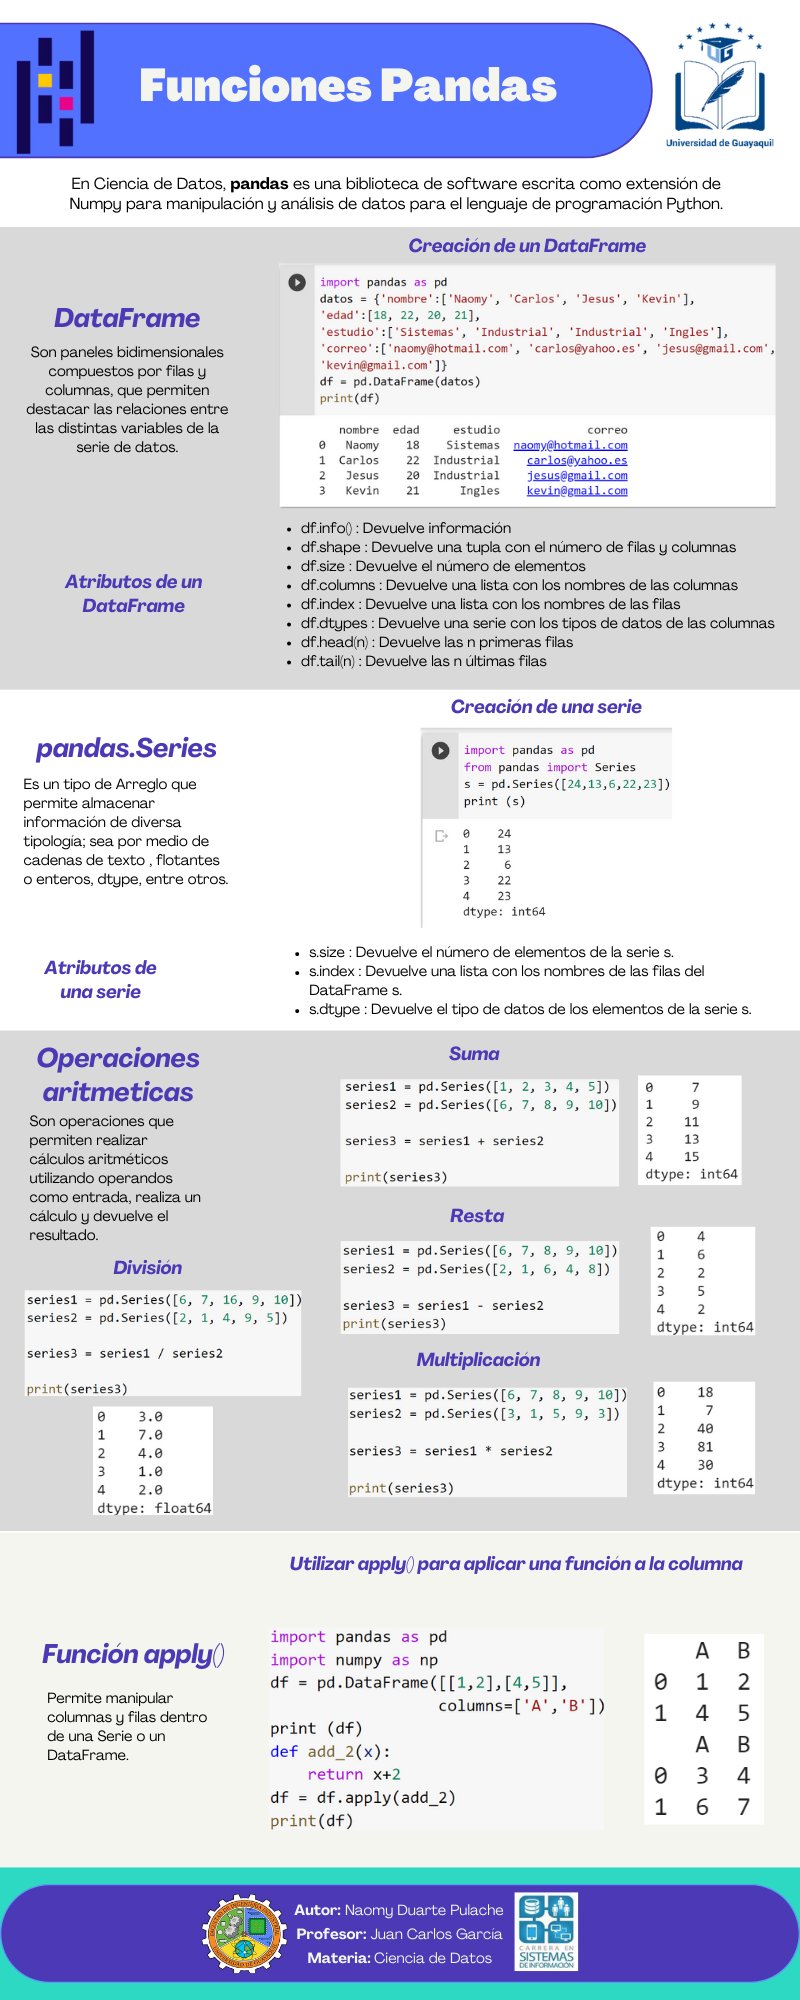 Funciones Pandas
UG
Universidad de Guayaquil
En Ciencia de Datos, pandas es una biblioteca de software escrita como extensión de
Numpy para manipulación y análisis de datos para el lenguaje de programación Python.
Creación de un DataFrame
DataFrame
Son paneles bidimensionales
compuestos por filas y
columnas, que permiten
destacar las relaciones entre
las distintas variables de la
serie de datos.
import pandas as pd
datos = {'nombre':['Naomy', 'Carlos', 'Jesus', 'Kevin'],
'edad':[18, 22, 20, 21],
'estudio':['Sistemas', 'Industrial', 'Industrial', 'Ingles'],
'correo':['naomy@hotmail.com', 'carlos@yahoo.es', 'jesus@gmail.com',
'kevin@gmail.com']}
df = pd.DataFrame(datos)
print(df)
nombre edad estudio correo
0 Naomy 18 Sistemas naomy@hotmail.com
1 Carlos 22 Industrial carlos@yahoo.es
2 Jesus 20 Industrial jesus@gmail.com
3 Kevin 21 Ingles kevin@gmail.com
Atributos de un
DataFrame
• df.info() : Devuelve información
• df.shape : Devuelve una tupla con el número de filas y columnas
• df.size : Devuelve el número de elementos
• df.columns : Devuelve una lista con los nombres de las columnas
• df.index : Devuelve una lista con los nombres de las filas
• df.dtypes : Devuelve una serie con los tipos de datos de las columnas
• df.head(n) : Devuelve las n primeras filas
• df.tail(n) : Devuelve las n últimas filas
Creación de una serie
pandas.Series
Es un tipo de Arreglo que
permite almacenar
información de diversa
tipología; sea por medio de
cadenas de texto , flotantes
o enteros, dtype, entre otros.
import pandas as pd
from pandas import Series
s = pd.Series([24,13,6,22,23])
print (s)
0 24
1 13
2 6
3 22
4 23
dtype: int64
Atributos de
una serie
• s.size : Devuelve el número de elementos de la serie s.
• s.index : Devuelve una lista con los nombres de las filas del
DataFrame s.
• s.dtype : Devuelve el tipo de datos de los elementos de la serie s.
Operaciones
aritmeticas
Son operaciones que
permiten realizar
cálculos aritméticos
utilizando operandos
como entrada, realiza un
cálculo y devuelve el
resultado.
Suma
series1 = pd.Series([1, 2, 3, 4, 5])
series2 = pd.Series([6, 7, 8, 9, 10])
series3 = series1 + series2
print(series3)
0 7
1 9
2 11
3 13
4 15
dtype: int64
Resta
series1 = pd.Series([6, 7, 8, 9, 10])
series2 = pd.Series([2, 1, 6, 4, 8])
series3 = series1 - series2
print(series3)
0 4
1 6
2 2
3 5
4 2
dtype: int64
División
series1 = pd.Series([6, 7, 16, 9, 10])
series2 = pd.Series([2, 1, 4, 9, 5])
series3 = series1 / series2
print(series3)
0 3.0
1 7.0
2 4.0
3 1.0
4 2.0
dtype: float64
Multiplicación
series1 = pd.Series([6, 7, 8, 9, 10])
series2 = pd.Series([3, 1, 5, 9, 3])
series3 = series1 * series2
print(series3)
0 18
1 7
2 40
3 81
4 30
dtype: int64
Utilizar apply() para aplicar una función a la columna
Función apply()
Permite manipular
columnas y filas dentro
de una Serie o un
DataFrame.
import pandas as pd
import numpy as np
df = pd.DataFrame([[1,2],[4,5]],
columns=['A','B'])
print (df)
def add_2(x):
return x+2
df = df.apply(add_2)
print(df)
A B
0 1 2
1 4 5
A B
0 3 4
1 6 7
Autor: Naomy Duarte Pulache
Profesor: Juan Carlos García
Materia: Ciencia de Datos
CARRERA EN
SISTEMAS
DE INFORMACIÓN